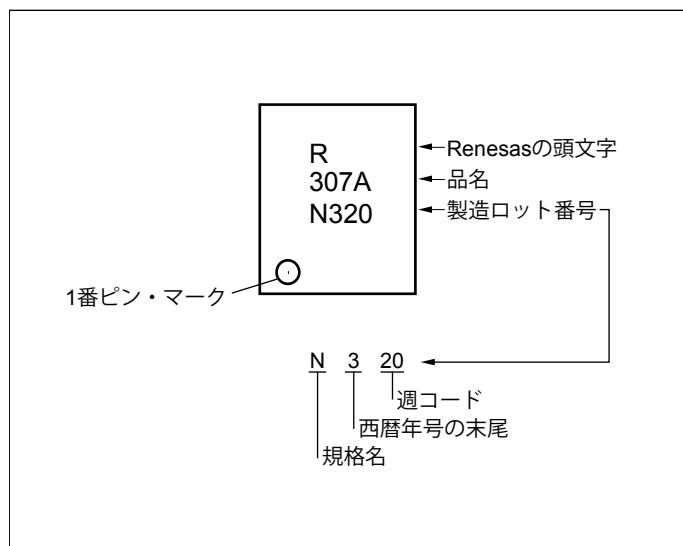 R
307A
N320
Renesasの頭文字
品名
製造ロット番号
1番ピン・マーク
N 3 20
週コード
西暦年号の末尾
規格名